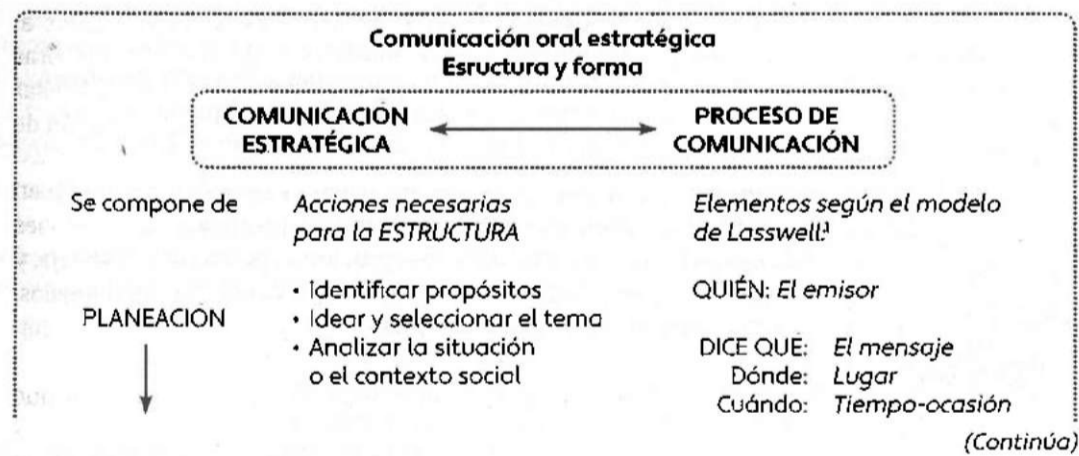 Comunicación oral estratégica
Esructura y forma
COMUNICACIÓN
ESTRATÉGICA
PROCESO DE
COMUNICACIÓN
Se compone de
Acciones necesarias
para la ESTRUCTURA
Elementos según el modelo
de Lasswell:¹
PLANEACIÓN
• Identificar propósitos
• Idear y seleccionar el tema
• Analizar la situación
o el contexto social
QUIÉN: El emisor
DICE QUE: El mensaje
Dónde: Lugar
Cuándo: Tiempo-ocasión
(Continúa)